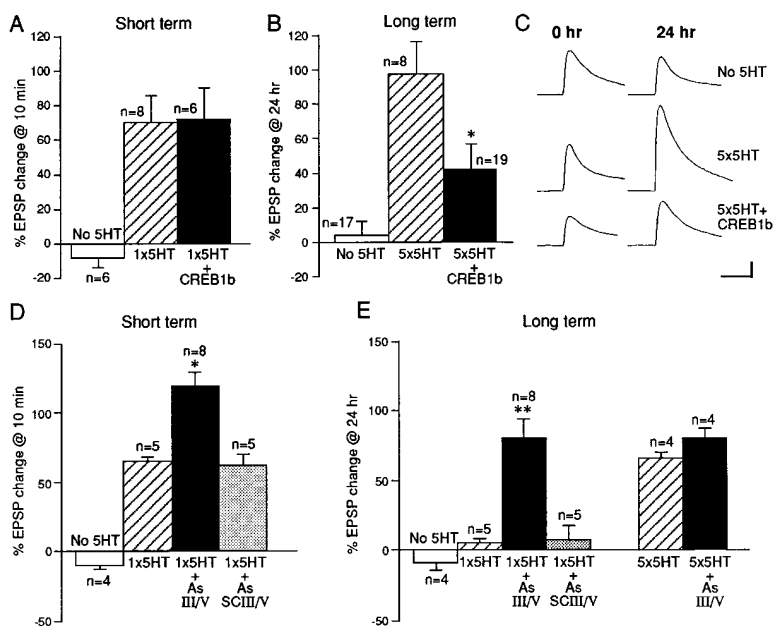 A
Short term
% EPSP change @ 10 min
120
100
80
60
40
20
0
-20
No 5HT
n=6
n=8
n=6
1x5HT
1x5HT
+
CREB1b
B
Long term
% EPSP change @ 24 hr
120
100
80
60
40
20
0
-20
n=17
n=8
*
n=19
No 5HT
5x5HT
5x5HT
+
CREB1b
C
0 hr
24 hr
No 5HT
5x5HT
5x5HT+
CREB1b
D
Short term
% EPSP change @ 10 min
150
100
50
0
-50
No 5HT
n=4
n=5
n=8
*
n=5
1x5HT
1x5HT
+
As
III/V
1x5HT
+
As
SCIII/V
E
Long term
% EPSP change @ 24 hr
150
100
50
0
-50
No 5HT
n=4
n=5
n=8
**
n=5
n=4
n=4
1x5HT
1x5HT
+
As
III/V
1x5HT
+
As
SCIII/V
5x5HT
5x5HT
+
As
III/V